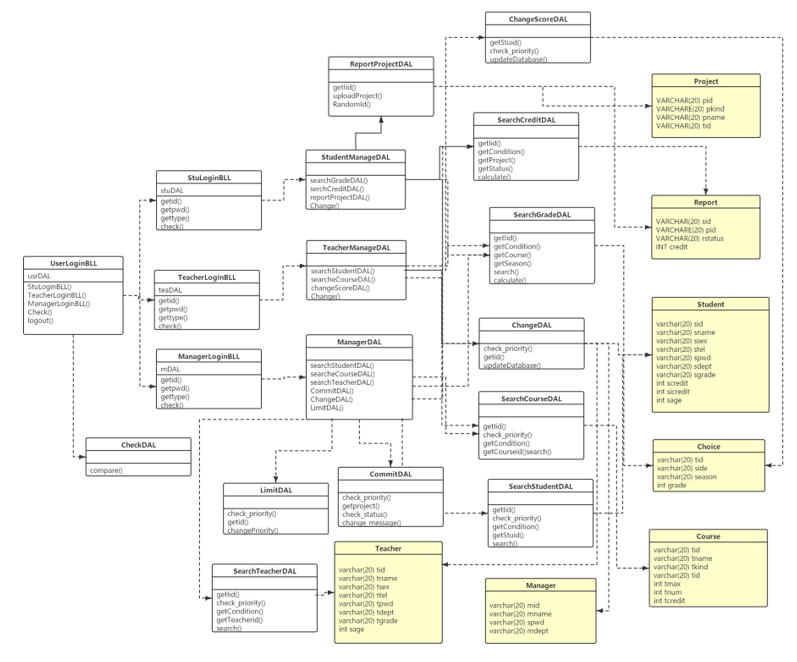 ChangeScoreDAL
getStuid()
check_priority()
updateDatabase()
ReportProjectDAL
getIid()
uploadProject()
RandomId()
Project
VARCHAR(20) pid
VARCHARE(20) pkind
VARCHAR(20) pname
VARCHAR(20) tid
SearchCreditDAL
getIid()
getCondition()
getProject()
getStatus()
calculate()
StudentManageDAL
searchGradeDAL()
serchCreditDAL()
reportProjectDAL()
Change()
StuLoginBLL
stuDAL
getid()
getpwd()
gettype()
check()
Report
VARCHAR(20) sid
VARCHARE(20) pid
VARCHAR(20) rstatus
INT credit
SearchGradeDAL
getIid()
getCondition()
getCourse()
getSeason()
search()
calculate()
TeacherManageDAL
searchStudentDAL()
searcheCourseDAL()
changeScoreDAL()
Change()
UserLoginBLL
usrDAL
StuLoginBLL()
TeacherLoginBLL()
ManagerLoginBLL()
Check()
logout()
TeacherLoginBLL
teaDAL
getid()
getpwd()
gettype()
check()
Student
varchar(20) sid
varchar(20) sname
varchar(20) ssex
varchar(20) stel
varchar(20) spwd
varchar(20) sdept
varchar(20) sgrade
int scredit
int sicredit
int sage
ChangeDAL
check_priority()
getid()
updateDatabase()
ManagerDAL
searchStudentDAL()
searcheCourseDAL()
searchTeacherDAL()
CommitDAL()
ChangeDAL()
LimitDAL()
ManagerLoginBLL
mDAL
getid()
getpwd()
gettype()
check()
SearchCourseDAL
getIid()
check_priority()
getCondition()
getCourseid()search()
CheckDAL
compare()
Choice
varchar(20) tid
varchar(20) side
varchar(20) season
int grade
CommitDAL
check_priority()
getproject()
check_status()
change_message()
LimitDAL
check_priority()
getid()
changePriority()
SearchStudentDAL
getIid()
check_priority()
getCondition()
getStuid()
search()
Course
varchar(20) tid
varchar(20) tname
varchar(20) tkind
varchar(20) tid
int tmax
int tnum
int tcredit
Teacher
varchar(20) tid
varchar(20) tname
varchar(20) tsex
varchar(20) ttel
varchar(20) tpwd
varchar(20) tdept
varchar(20) tgrade
int sage
SearchTeacherDAL
getIid()
check_priority()
getCondition()
getTeacherid()
search()
Manager
varchar(20) mid
varchar(20) mname
varchar(20) spwd
varchar(20) mdept